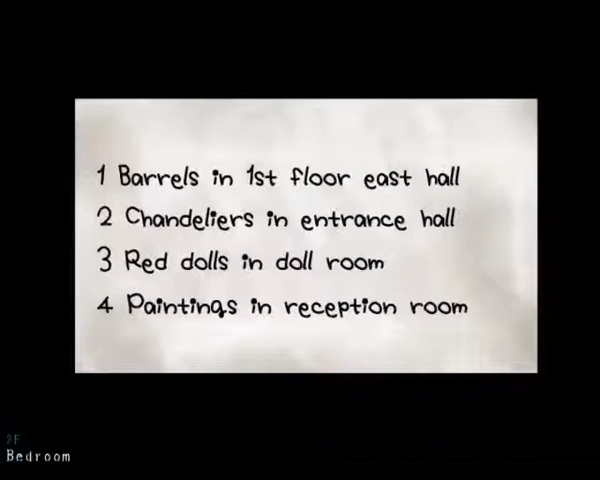 1 Barrels in 1st floor east hall
2 Chandeliers in entrance hall
3 Red dolls in doll room
4 Paintings in reception room
2F
Bedroom